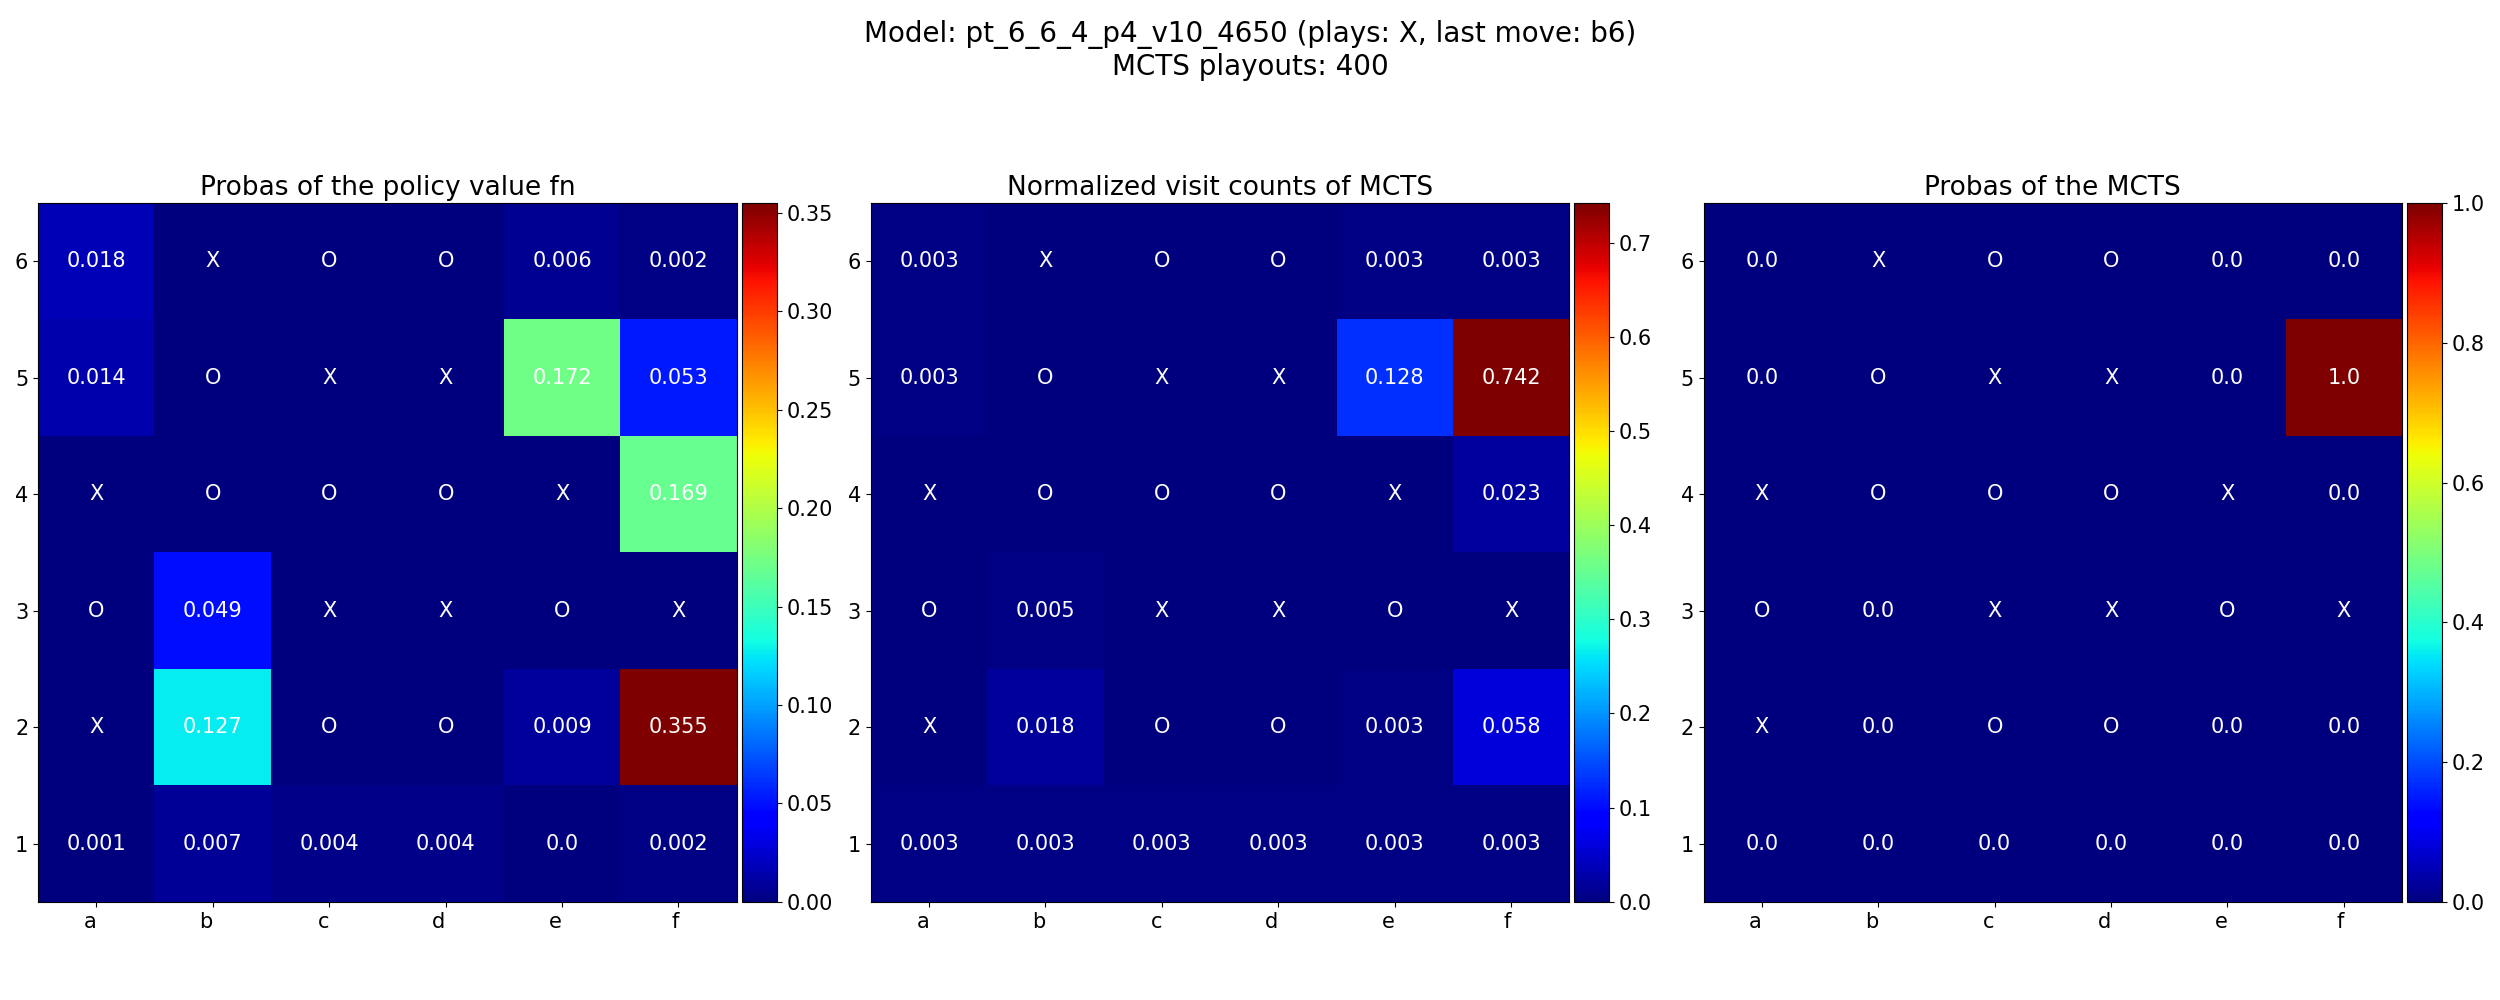 Model: pt_6_6_4_p4_v10_4650 (plays: X, last move: b6)
MCTS playouts: 400
Probas of the policy value fn
6 0.018 X O O 0.006 0.002
5 0.014 O X X 0.172 0.053
4 X O O O X 0.169
3 O 0.049 X X O X
2 X 0.127 O O 0.009 0.355
1 0.001 0.007 0.004 0.004 0.0 0.002
a b c d e f
0.35
0.30
0.25
0.20
0.15
0.10
0.05
0.00
Normalized visit counts of MCTS
6 0.003 X O O 0.003 0.003
5 0.003 O X X 0.128 0.742
4 X O O O X 0.023
3 O 0.005 X X O X
2 X 0.018 O O 0.003 0.058
1 0.003 0.003 0.003 0.003 0.003 0.003
a b c d e f
0.7
0.6
0.5
0.4
0.3
0.2
0.1
0.0
Probas of the MCTS
6 0.0 X O O 0.0 0.0
5 0.0 O X X 0.0 1.0
4 X O O O X 0.0
3 O 0.0 X X O X
2 X 0.0 O O 0.0 0.0
1 0.0 0.0 0.0 0.0 0.0 0.0
a b c d e f
1.0
0.8
0.6
0.4
0.2
0.0